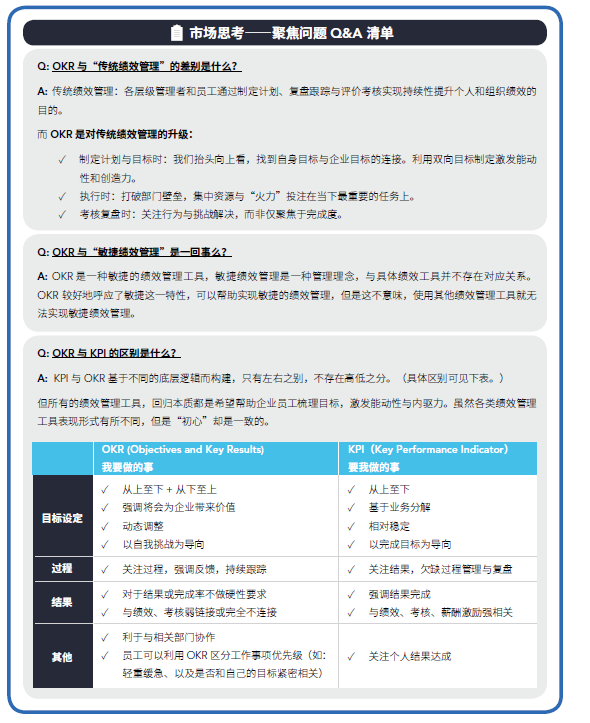 市场思考——聚焦问题 Q&A 清单
Q: OKR 与“传统绩效管理”的差别是什么？
A: 传统绩效管理：各层级管理者和员工通过制定计划、复盘跟踪与评价考核实现持续性提升个人和组织绩效的
目的。
而 OKR 是对传统绩效管理的升级：
✓ 制定计划与目标时：我们抬头向上看，找到自身目标与企业目标的连接。利用双向目标制定激发能动
性和创造力。
✓ 执行时：打破部门壁垒，集中资源与“火力”投注在当下最重要的任务上。
✓ 考核复盘时：关注行为与挑战解决，而非仅聚焦于完成度。
Q: OKR 与“敏捷绩效管理”是一回事么？
A: OKR 是一种敏捷的绩效管理工具，敏捷绩效管理是一种管理理念，与具体绩效工具并不存在对应关系。
OKR 较好地呼应了敏捷这一特性，可以帮助实现敏捷的绩效管理，但是这不意味，使用其他绩效管理工具就无
法实现敏捷绩效管理。
Q: OKR 与 KPI 的区别是什么？
A: KPI 与 OKR 基于不同的底层逻辑而构建，只有左右之别，不存在高低之分。（具体区别可见下表。）
但所有的绩效管理工具，回归本质都是希望帮助企业员工梳理目标，激发能动性与内驱力。虽然各类绩效管理
工具表现形式有所不同，但是“初心”却是一致的。
OKR (Objectives and Key Results)
我要做的事
KPI（Key Performance Indicator）
要我做的事
目标设定
✓ 从上至下 + 从下至上
✓ 强调将会为企业带来价值
✓ 动态调整
✓ 以自我挑战为导向
✓ 从上至下
✓ 基于业务分解
✓ 相对稳定
✓ 以完成目标为导向
过程
✓ 关注过程，强调反馈，持续跟踪
✓ 关注结果，欠缺过程管理与复盘
结果
✓ 对于结果或完成率不做硬性要求
✓ 与绩效、考核弱链接或完全不连接
✓ 强调结果完成
✓ 与绩效、考核、薪酬激励强相关
其他
✓ 利于与相关部门协作
✓ 员工可以利用 OKR 区分工作事项优先级（如：
轻重缓急、以及是否和自己的目标紧密相关）
✓ 关注个人结果达成